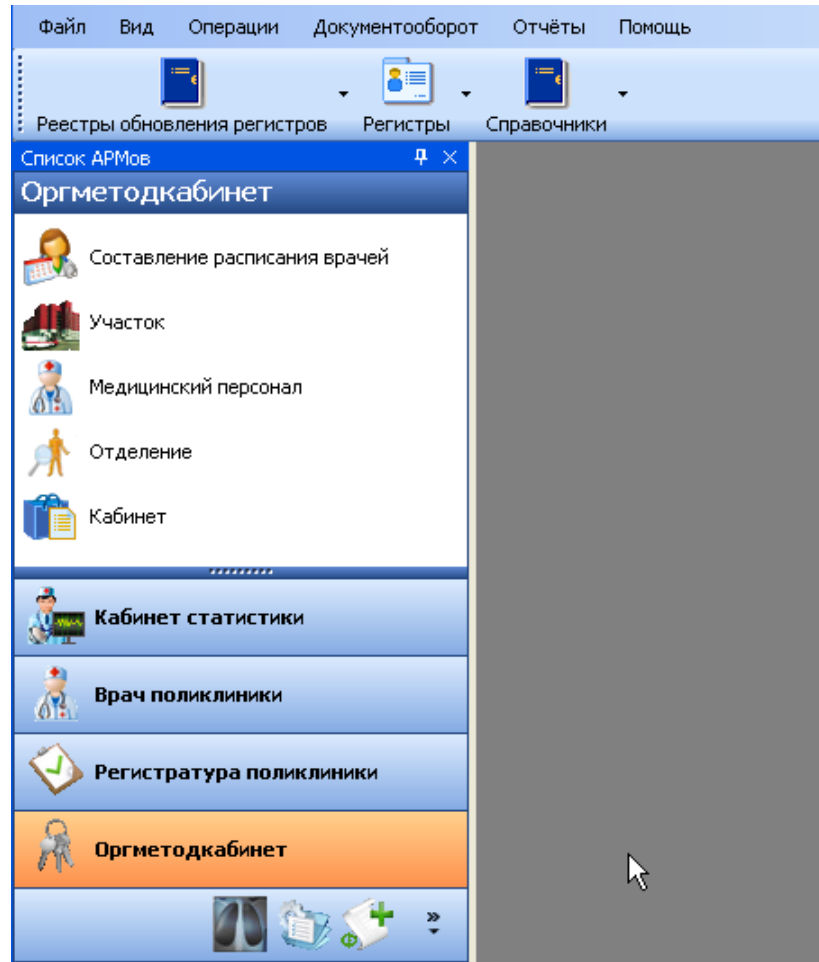 Файл Вид Операции Документооборот Отчёты Помощь
Реестры обновления регистров Регистры Справочники
Список АРМов
Оргметодкабинет
Составление расписания врачей
Участок
Медицинский персонал
Отделение
Кабинет
Кабинет статистики
Врач поликлиники
Регистратура поликлиники
Оргметодкабинет
Ф